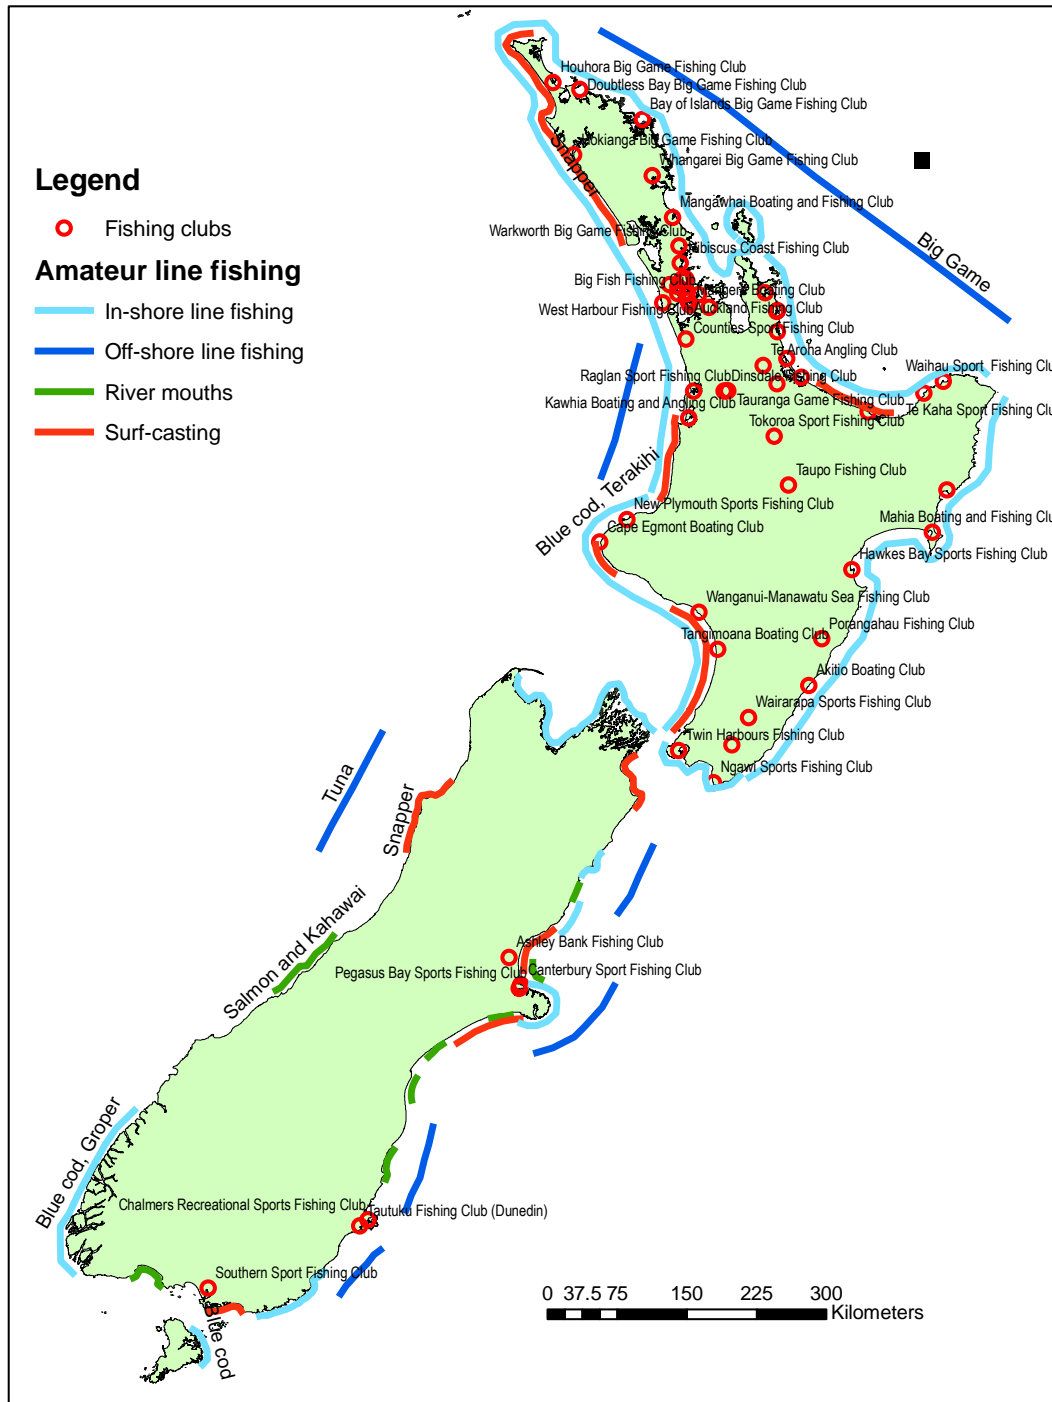 Houhora Big Game Fishing Club
Doubtless Bay Big Game Fishing Club
Bay of Islands Big Game Fishing Club
Big Game Fishing Club
Whangarei Big Game Fishing Club
Snapper
Legend
Fishing clubs
Amateur line fishing
In-shore line fishing
Off-shore line fishing
River mouths
Surf-casting
Mangawhai Boating and Fishing Club
Warkworth Big Game Fishing Club
Hibiscus Coast Fishing Club
Big Game
Big Fish Fishing Club
Boating Club
West Harbour Fishing Club
Auckland Fishing Club
Counties Sport Fishing Club
Te Aroha Angling Club
Waihau Sport Fishing Clu
Raglan Sport Fishing Club
Dinsdale Fishing Club
Kawhia Boating and Angling Club
Tauranga Game Fishing Club
Te Kaha Sport Fishing Clu
Tokoroa Sport Fishing Club
Blue cod, Terakihi
Taupo Fishing Club
New Plymouth Sports Fishing Club
Cape Egmont Boating Club
Mahia Boating and Fishing Clu
Hawkes Bay Sports Fishing Club
Wanganui-Manawatu Sea Fishing Club
Porangahau Fishing Club
Tangimoana Boating Club
Akitio Boating Club
Wairarapa Sports Fishing Club
Twin Harbours Fishing Club
Ngawi Sports Fishing Club
Tuna
Snapper
Salmon and Kahawai
Ashley Bank Fishing Club
Pegasus Bay Sports Fishing Club
Canterbury Sport Fishing Club
Blue cod, Groper
Chalmers Recreational Sports Fishing Club
Tautuku Fishing Club (Dunedin)
Southern Sport Fishing Club
Blue cod
0 37.5 75 150 225 300
Kilometers